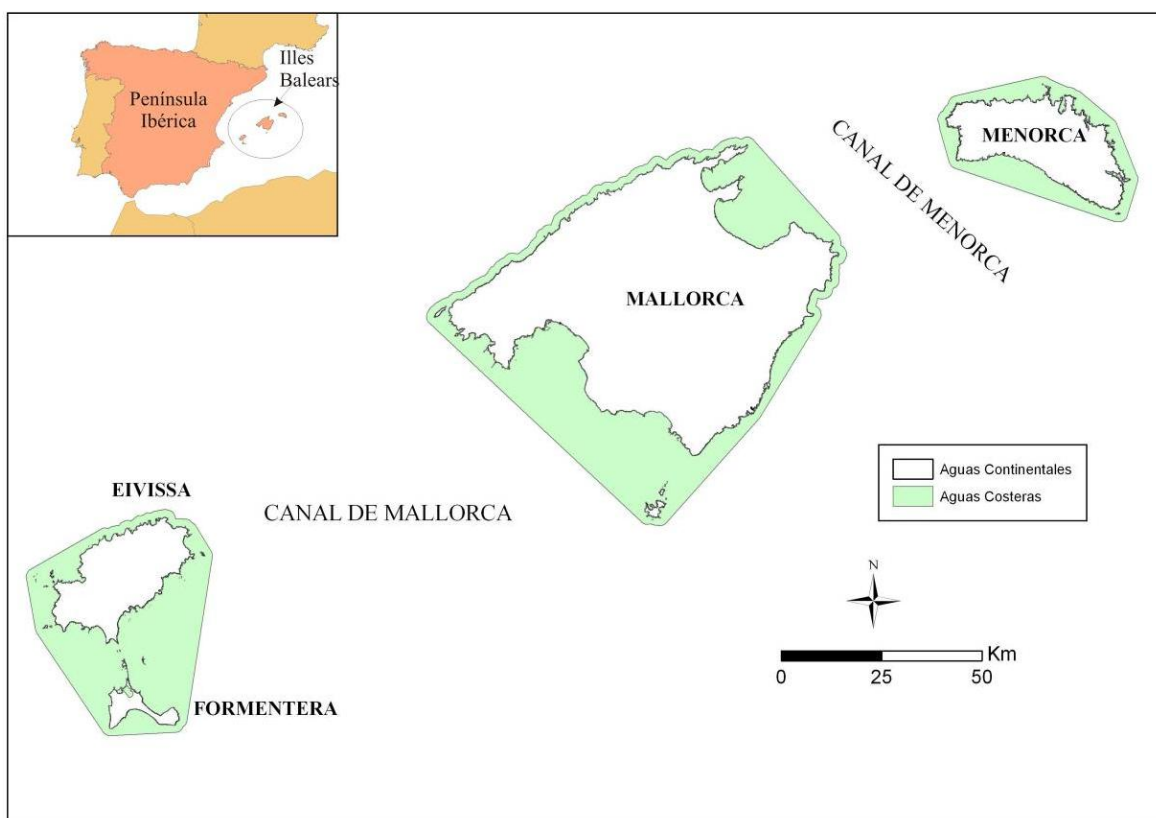 Illes
Balears
Península
Ibérica
MENORCA
CANAL DE MENORCA
MALLORCA
Aguas Continentales
Aguas Costeras
EIVISSA
CANAL DE MALLORCA
N
Km
0 25 50
FORMENTERA